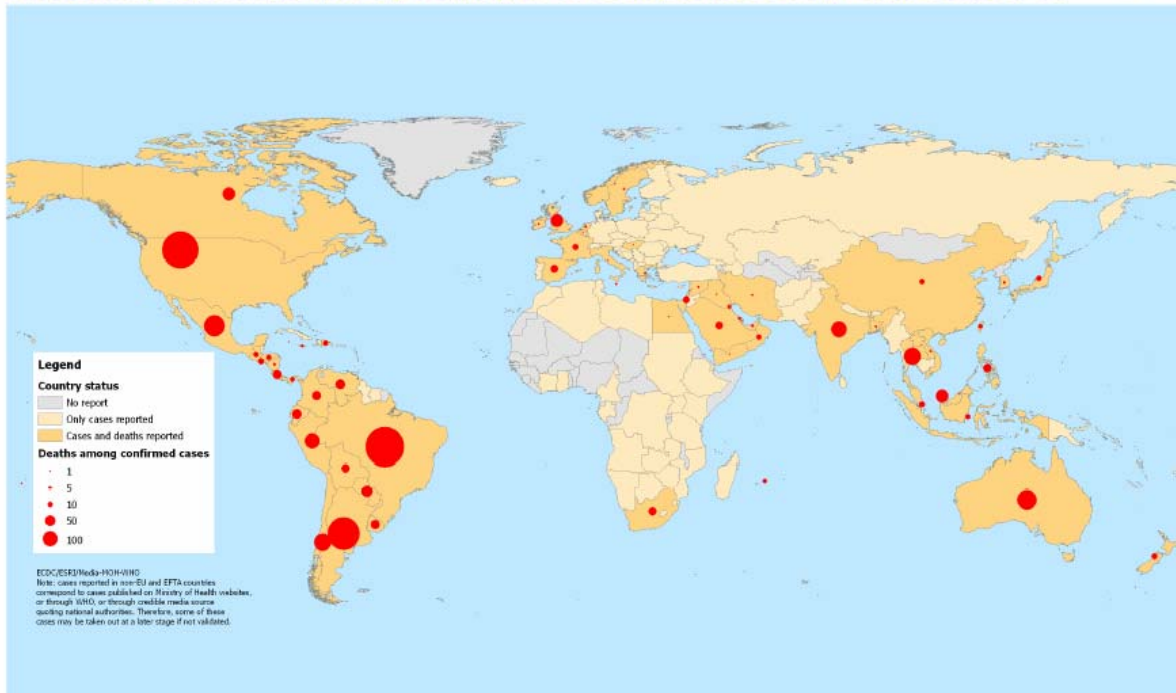 Legend
Country status
No report
Only cases reported
Cases and deaths reported
Deaths among confirmed cases
1
5
10
50
100
ECDC/ESRI/Media-MOH-WHO
Note: cases reported in non-EU and EFTA countries
correspond to cases published on Ministry of Health websites,
or through WHO, or through credible media source
quoting national authorities. Therefore, some of these
cases may be taken out at a later stage if not validated.